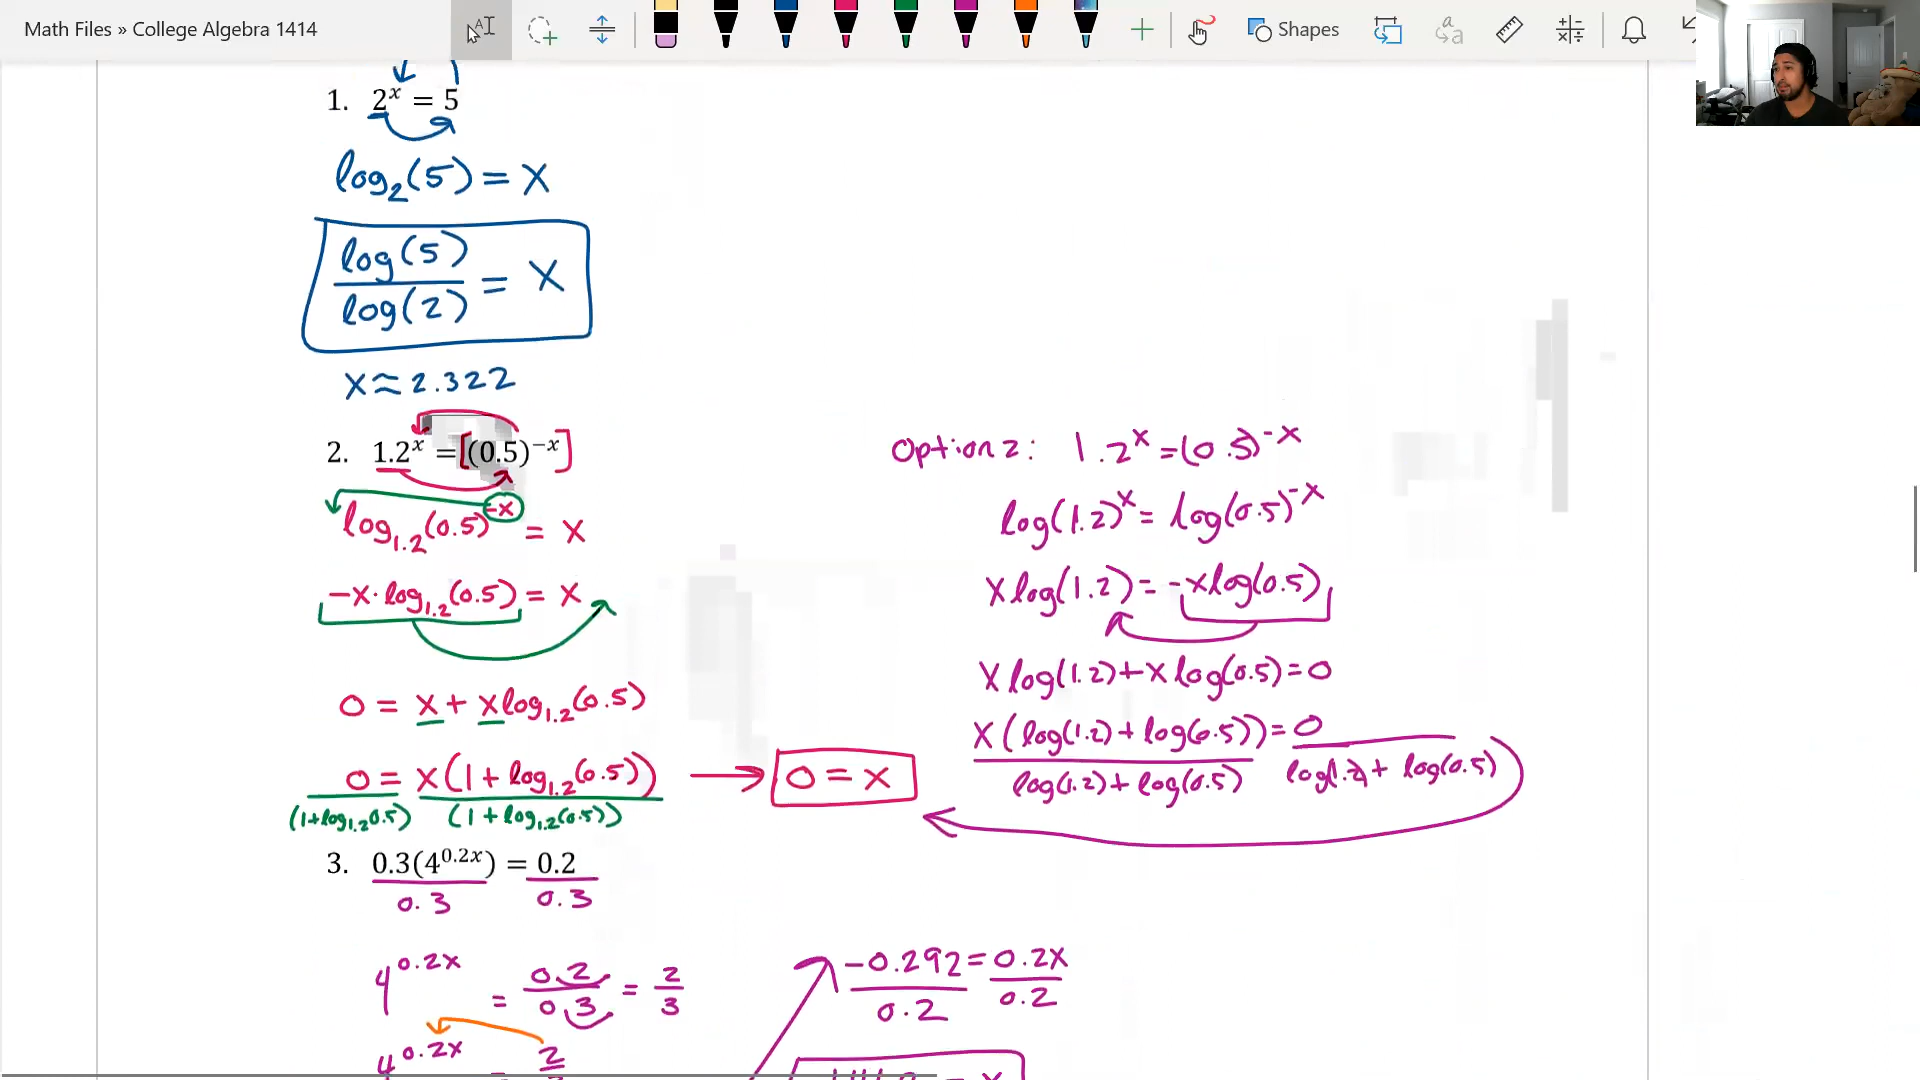 Math Files » College Algebra 1414
Shapes
1. 2^x = 5
log_2(5) = x
log(5)/log(2) = x
x ≈ 2.322
2. 1.2^x = [(0.5)^-x]
log_1.2(0.5)^-x = x
-x·log_1.2(0.5) = x
0 = x + x log_1.2(0.5)
0 = x(1 + log_1.2(0.5))
(1+log_1.2 0.5) (1 + log_1.2(0.5))
0 = x
Option 2: 1.2^x = (0.5)^-x
log(1.2)^x = log(0.5)^-x
x log(1.2) = -x log(0.5)
x log(1.2) + x log(0.5) = 0
x(log(1.2) + log(0.5)) = 0
log(1.2) + log(0.5) log(1.2) + log(0.5)
3. 0.3(4^0.2x) = 0.2
0.3 0.3
4^0.2x = 0.2/0.3 = 2/3
4^0.2x = 2
-0.292 = 0.2x
0.2 0.2